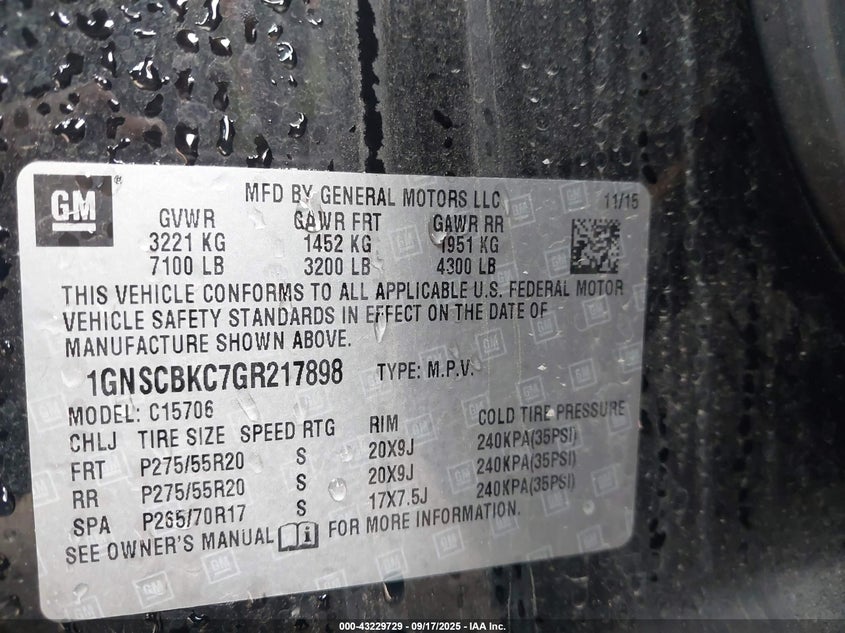 GM®
MFD BY GENERAL MOTORS LLC 11/15
GVWR GAWR FRT GAWR RR
3221 KG 1452 KG 1951 KG
7100 LB 3200 LB 4300 LB
THIS VEHICLE CONFORMS TO ALL APPLICABLE U.S. FEDERAL MOTOR
VEHICLE SAFETY STANDARDS IN EFFECT ON THE DATE OF
MANUFACTURE SHOWN ABOVE.
1GNSCBKC7GR217898 TYPE: M.P.V.
MODEL: C15706
CHLJ TIRE SIZE SPEED RTG RIM COLD TIRE PRESSURE
FRT P275/55R20 S 20X9J 240KPA(35PSI)
RR P275/55R20 S 20X9J 240KPA(35PSI)
SPA P265/70R17 S 17X7.5J 240KPA(35PSI)
SEE OWNER'S MANUAL FOR MORE INFORMATION.
000-43229729 - 09/17/2025 - IAA Inc.